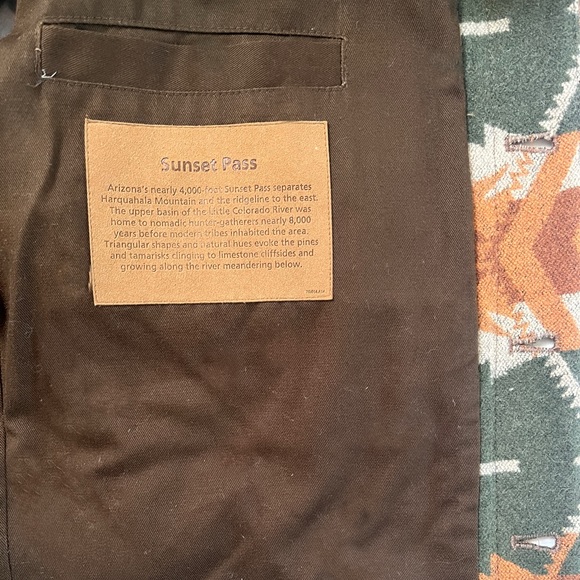 Sunset Pass
Arizona's nearly 4,000-foot Sunset Pass separates
Harquahala Mountain and the ridgeline to the east.
The upper basin of the Little Colorado River was
home to nomadic hunter-gatherers nearly 8,000
years before modern tribes inhabited the area.
Triangular shapes and natural hues evoke the pines
and tamarisks clinging to limestone cliffsides and
growing along the river meandering below.